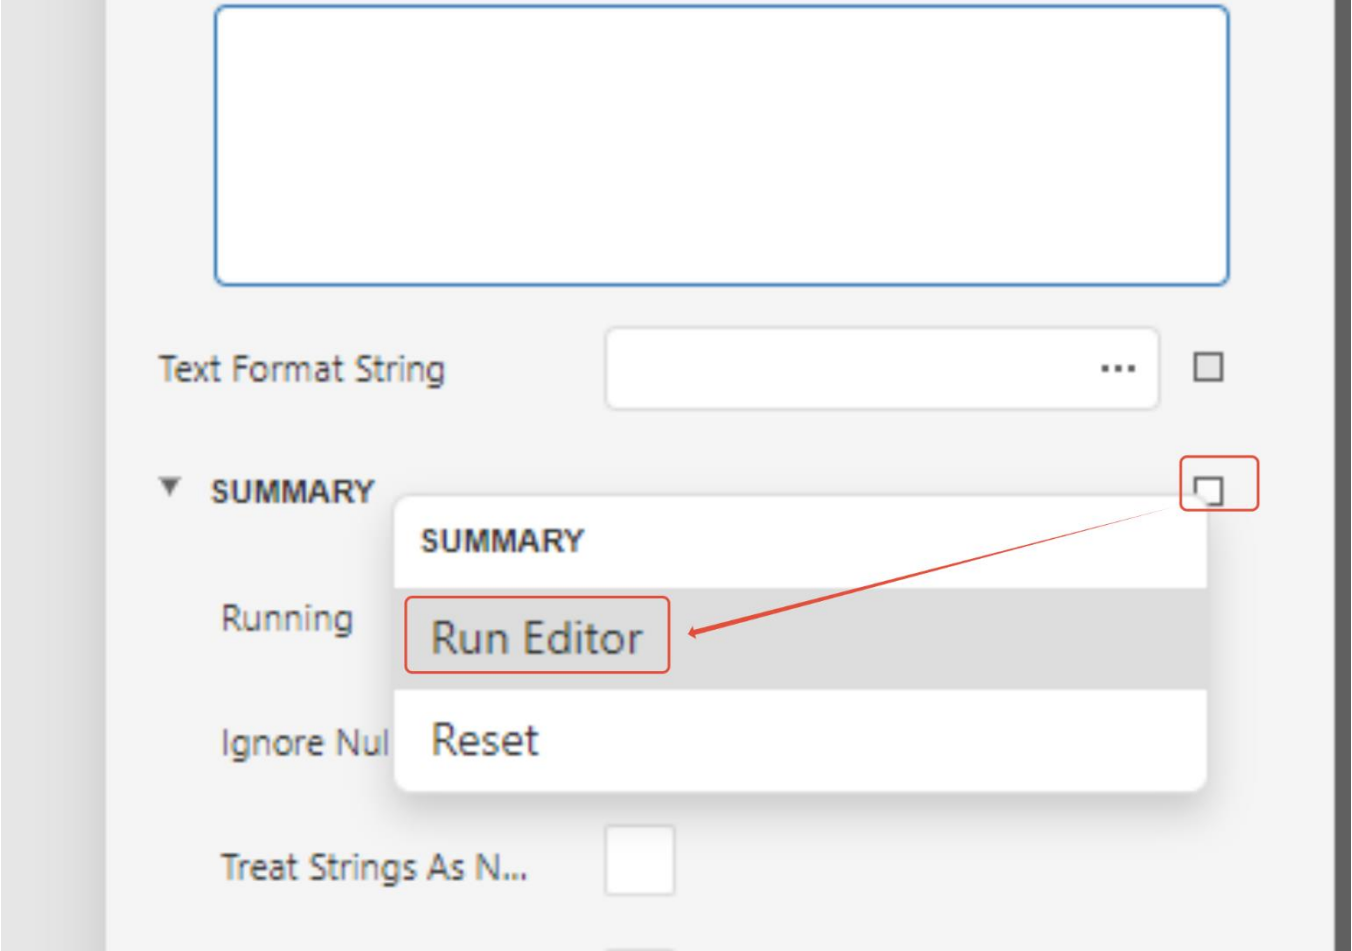 Text Format String ...
SUMMARY
SUMMARY
Running
Run Editor
Ignore Nul
Reset
Treat Strings As N...